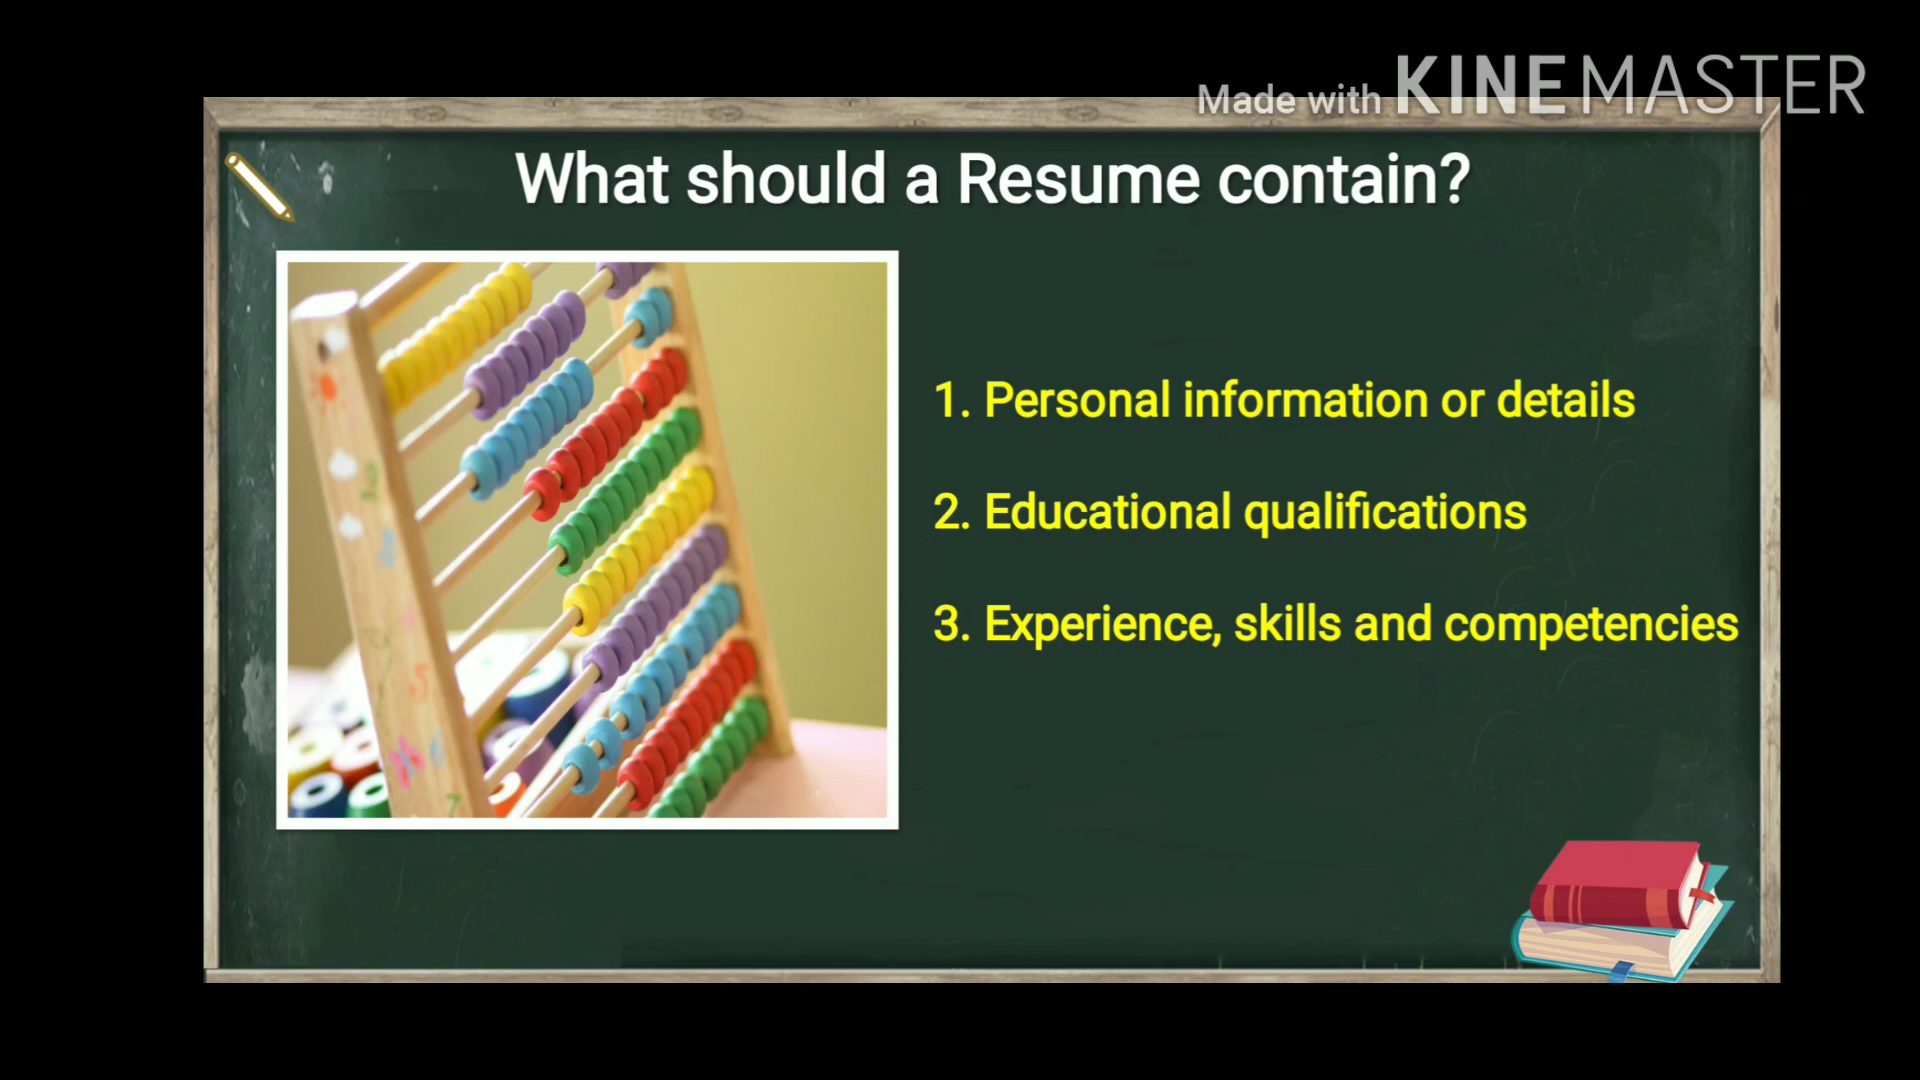 Made with KINEMASTER
What should a Resume contain?
1. Personal information or details
2. Educational qualifications
3. Experience, skills and competencies